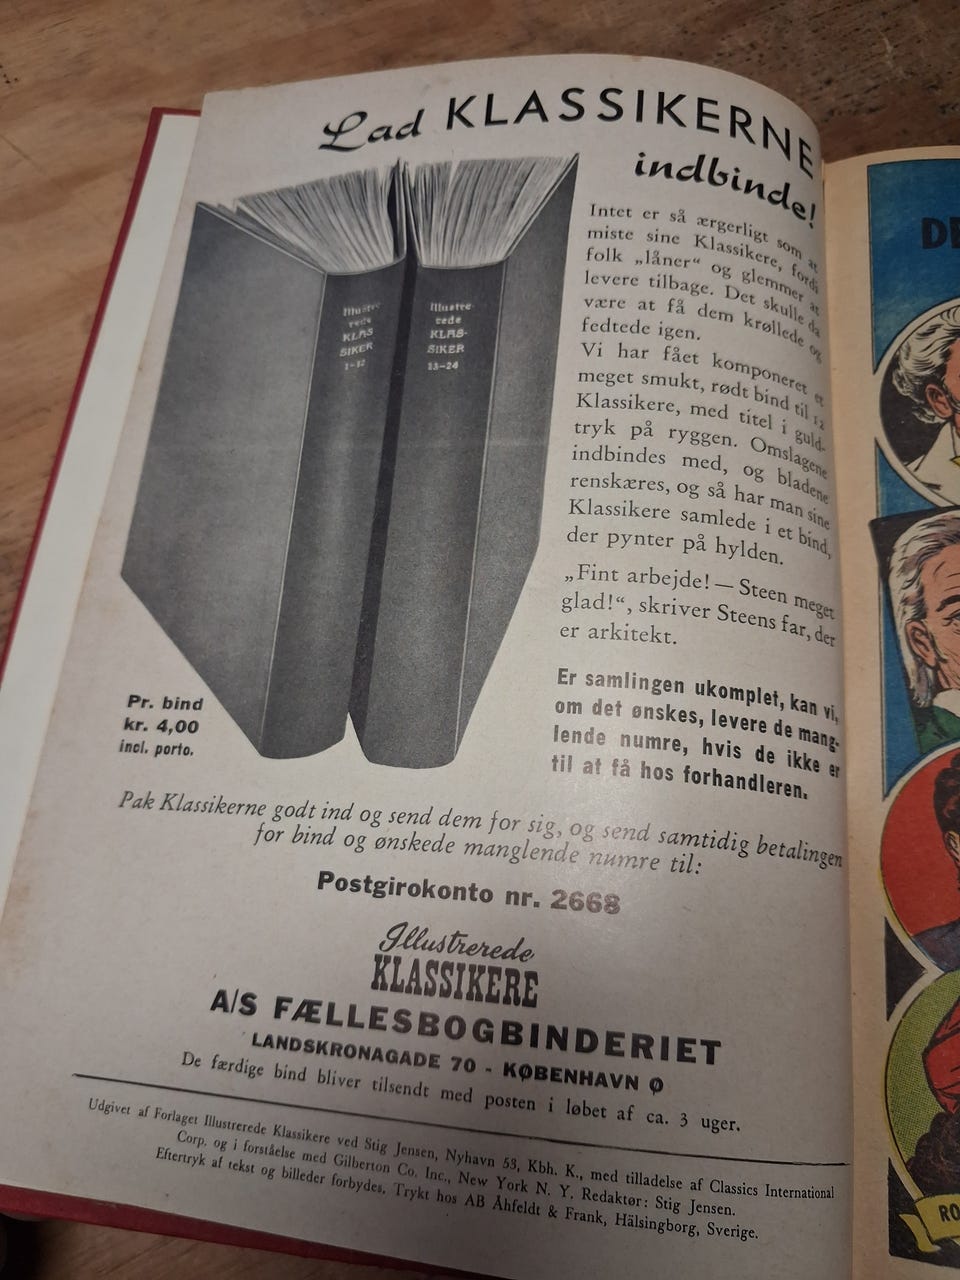 Lad KLASSIKERNE
indbinde!
Illustre-
rede
KLAS
SIKER
1-12
Illustre-
rede
KLAS-
SIKER
13-24
Intet er så ærgerligt som at
miste sine Klassikere, fordi
folk „låner“ og glemmer at
levere tilbage. Det skulle da
være at få dem krøllede og
fedtede igen.
Vi har fået komponeret et
meget smukt, rødt bind til 12
Klassikere, med titel i guld-
tryk på ryggen. Omslagene
indbindes med, og bladene
renskæres, og så har man sine
Klassikere samlede i et bind,
der pynter på hylden.
„Fint arbejde! — Steen meget
glad!“, skriver Steens far, der
er arkitekt.
Er samlingen ukomplet, kan vi,
om det ønskes, levere de mang-
lende numre, hvis de ikke er
til at få hos forhandleren.
Pr. bind
kr. 4,00
incl. porto.
Pak Klassikerne godt ind og send dem for sig, og send samtidig betalingen
for bind og ønskede manglende numre til:
Postgirokonto nr. 2668
Illustrerede
KLASSIKERE
A/S FÆLLESBOGBINDERIET
LANDSKRONAGADE 70 - KØBENHAVN Ø
De færdige bind bliver tilsendt med posten i løbet af ca. 3 uger.
Udgivet af Forlaget Illustrerede Klassikere ved Stig Jensen, Nyhavn 53, Kbh. K., med tilladelse af Classics International
Corp. og i forståelse med Gilberton Co. Inc., New York N. Y. Redaktør: Stig Jensen.
Eftertryk af tekst og billeder forbydes. Trykt hos AB Åhfeldt & Frank, Hälsingborg, Sverige.
DE
RO